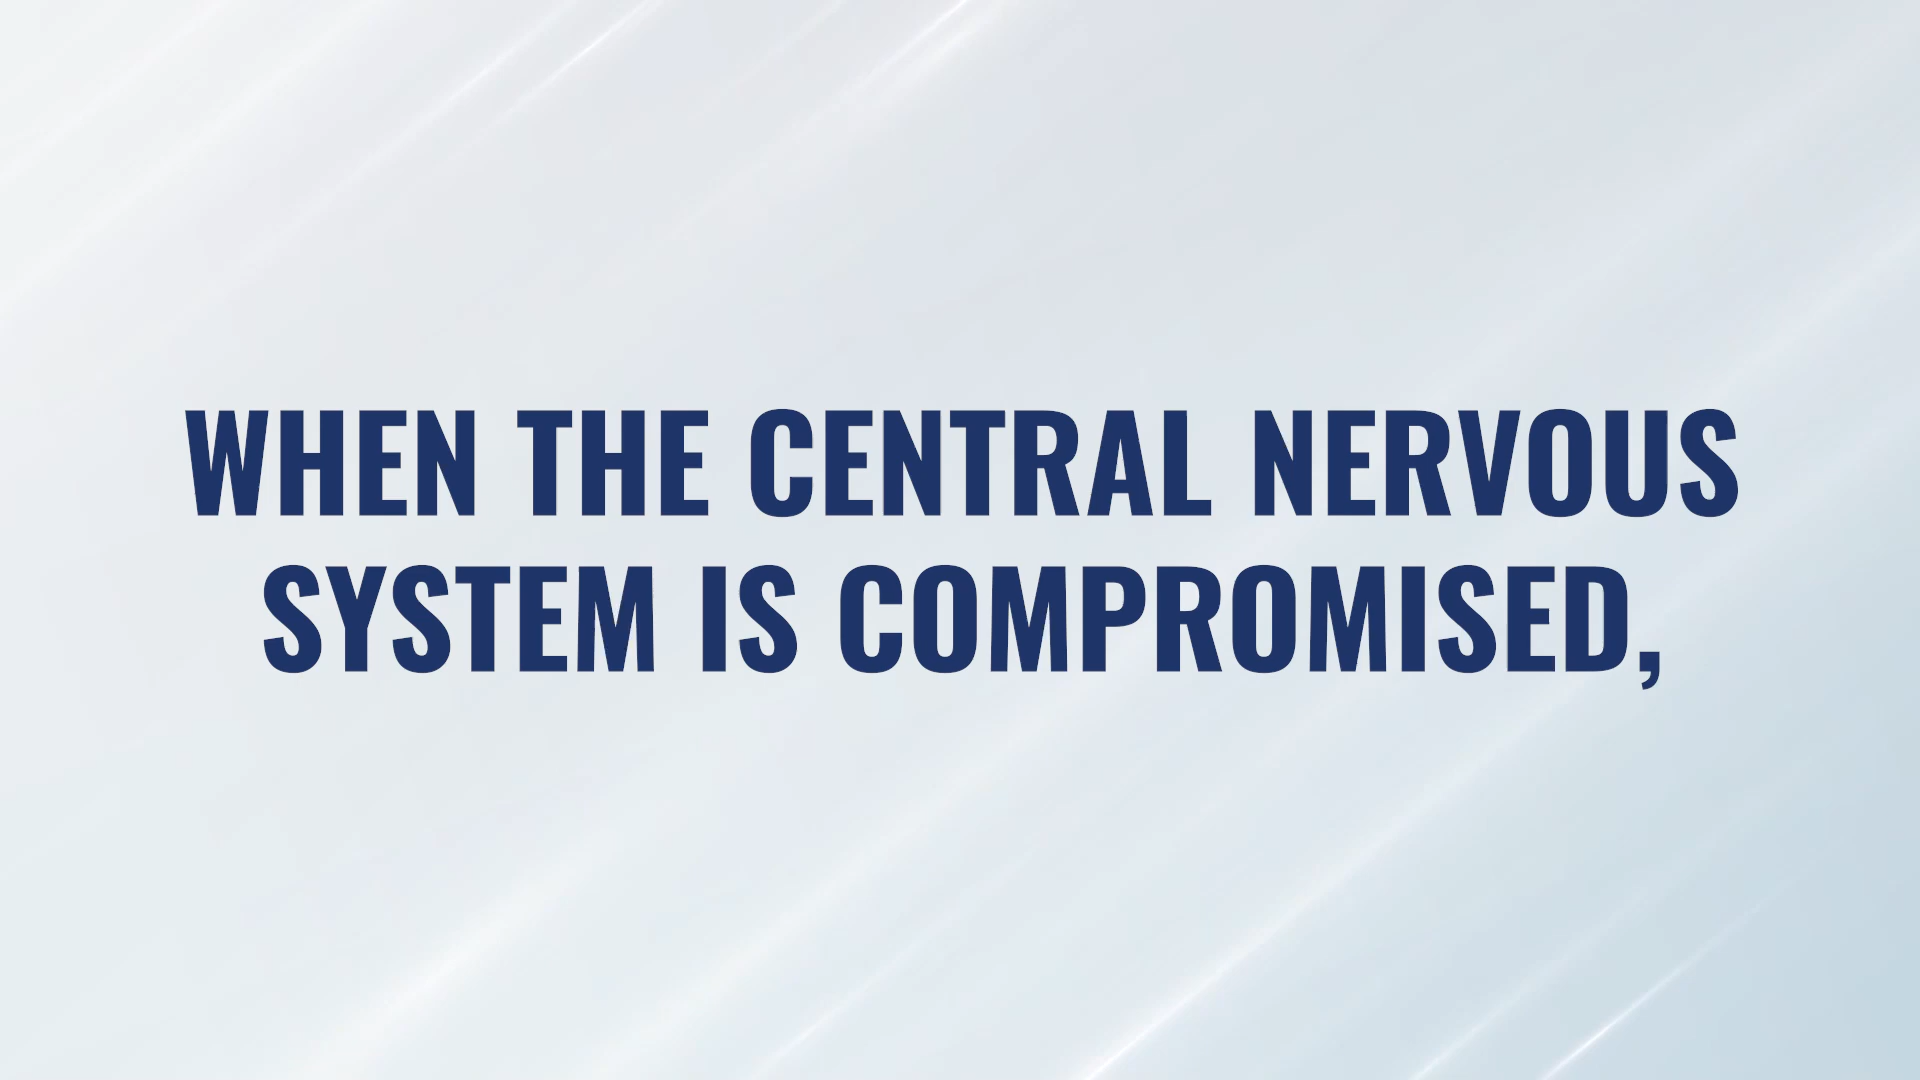 WHEN THE CENTRAL NERVOUS
SYSTEM IS COMPROMISED,